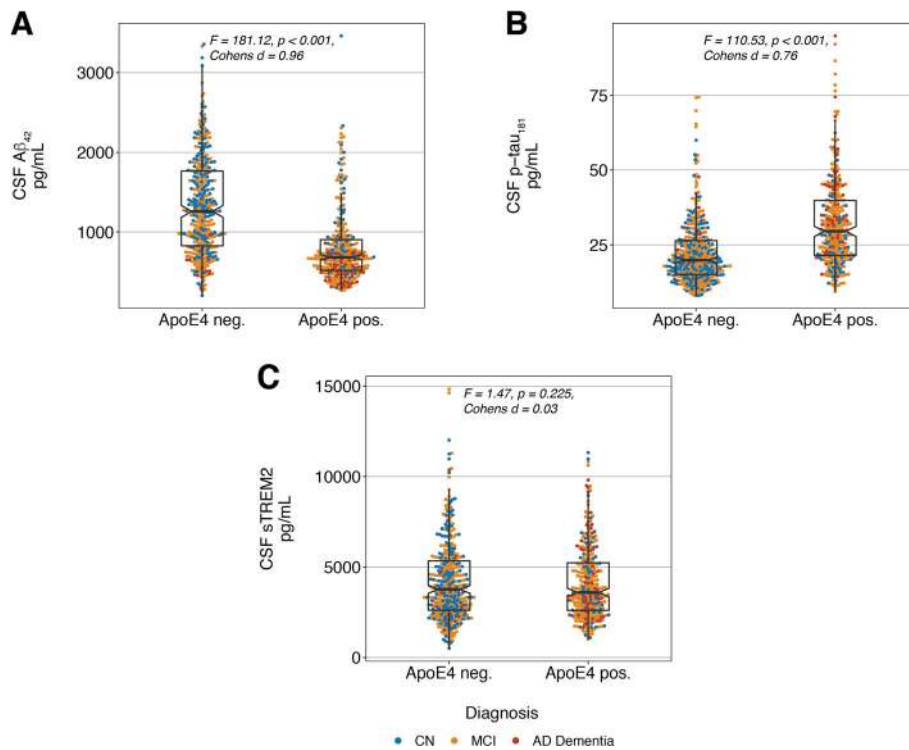 A
F = 181.12, p < 0.001,
Cohens d = 0.96
3000
2000
1000
CSF Aβ₄₂
pg/mL
ApoE4 neg.
ApoE4 pos.
B
F = 110.53, p < 0.001,
Cohens d = 0.76
75
50
25
CSF p−tau₁₈₁
pg/mL
ApoE4 neg.
ApoE4 pos.
C
F = 1.47, p = 0.225,
Cohens d = 0.03
15000
10000
5000
0
CSF sTREM2
pg/mL
ApoE4 neg.
ApoE4 pos.
Diagnosis
CN MCI AD Dementia